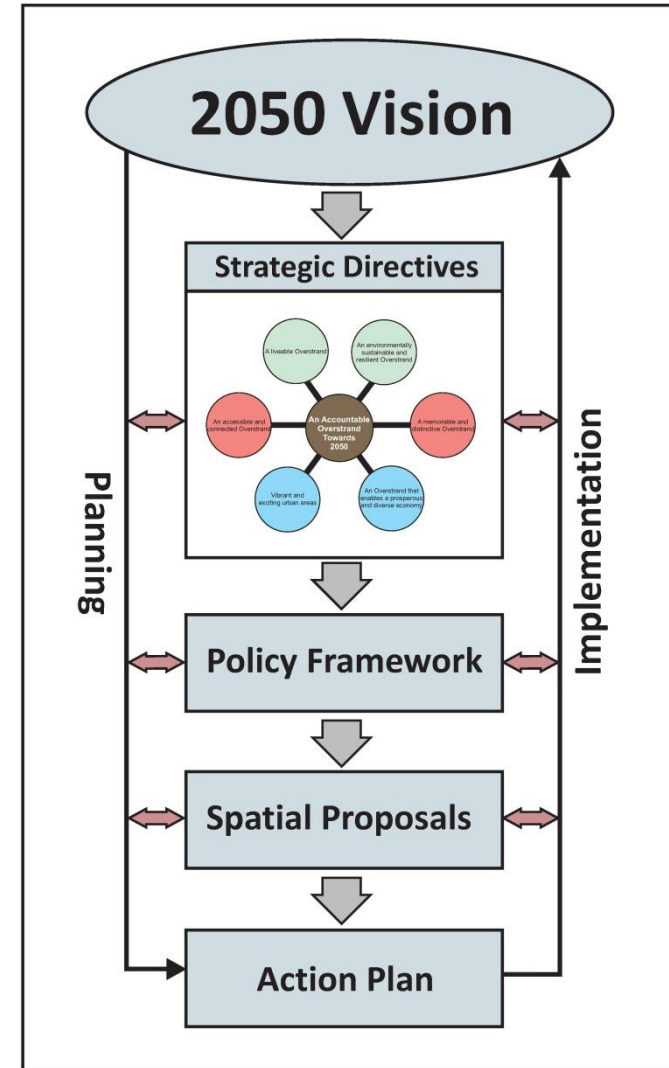 2050 Vision
Strategic Directives
A liveable Overstrand
An environmentally
sustainable and
resilient Overstrand
An accessible and
connected Overstrand
An Accountable
Overstrand
Towards
2050
A memorable and
distinctive Overstrand
Vibrant and
exciting urban areas
An Overstrand that
enables a prosperous
and diverse economy
Planning
Implementation
Policy Framework
Spatial Proposals
Action Plan